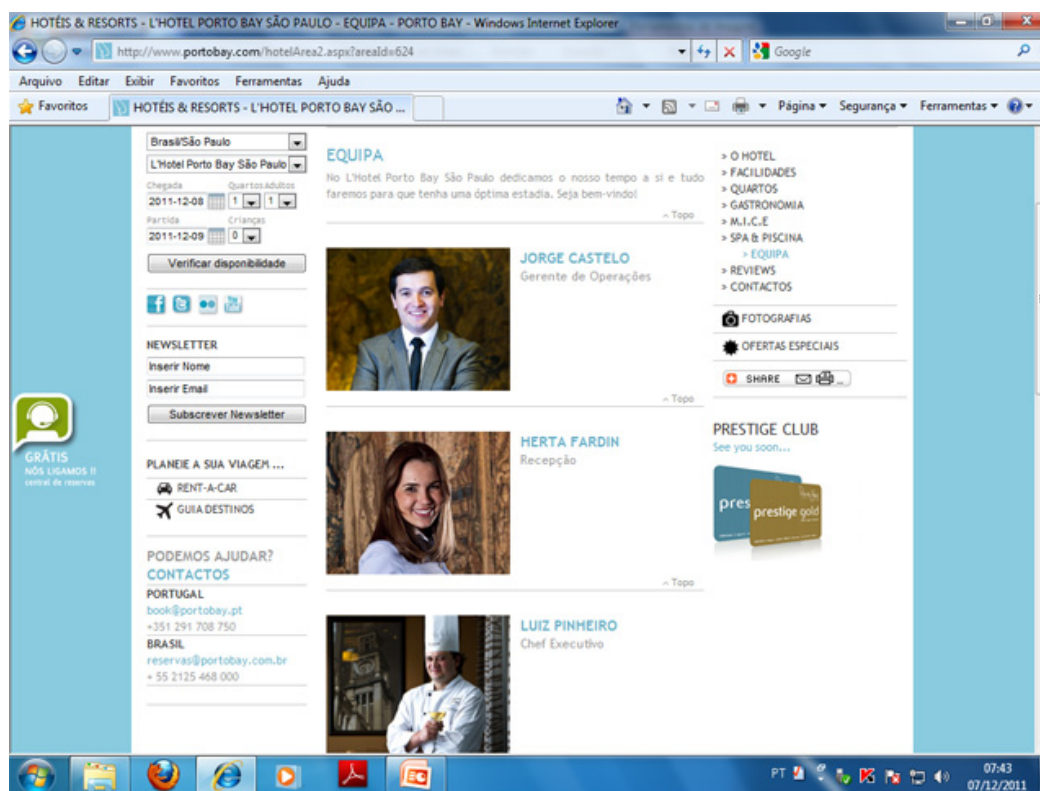 HOTÉIS & RESORTS - L'HOTEL PORTO BAY SÃO PAULO - EQUIPA - PORTO BAY - Windows Internet Explorer
http://www.portobay.com/hotelArea2.aspx?areaId=624
Google
Arquivo Editar Exibir Favoritos Ferramentas Ajuda
Favoritos
HOTÉIS & RESORTS - L'HOTEL PORTO BAY SÃO ...
Página Segurança Ferramentas
Brasil/São Paulo
L'Hotel Porto Bay São Paulo
Chegada Quartos Adultos
2011-12-08 1 1
Partida Crianças
2011-12-09 0
Verificar disponibilidade
NEWSLETTER
Inserir Nome
Inserir Email
Subscrever Newsletter
GRÁTIS
NÓS LIGAMOS !!
central de reservas
PLANEIE A SUA VIAGEM ...
RENT-A-CAR
GUIA DESTINOS
PODEMOS AJUDAR?
CONTACTOS
PORTUGAL
book@portobay.pt
+351 291 708 750
BRASIL
reservas@portobay.com.br
+ 55 2125 468 000
EQUIPA
No L'Hotel Porto Bay São Paulo dedicamos o nosso tempo a si e tudo
faremos para que tenha uma óptima estadia. Seja bem-vindo!
^ Topo
JORGE CASTELO
Gerente de Operações
^ Topo
HERTA FARDIN
Recepção
^ Topo
LUIZ PINHEIRO
Chef Executivo
> O HOTEL
> FACILIDADES
> QUARTOS
> GASTRONOMIA
> M.I.C.E
> SPA & PISCINA
> EQUIPA
> REVIEWS
> CONTACTOS
FOTOGRAFIAS
OFERTAS ESPECIAIS
SHARE
PRESTIGE CLUB
See you soon...
pres
prestige gold
PT
07:43
07/12/2011